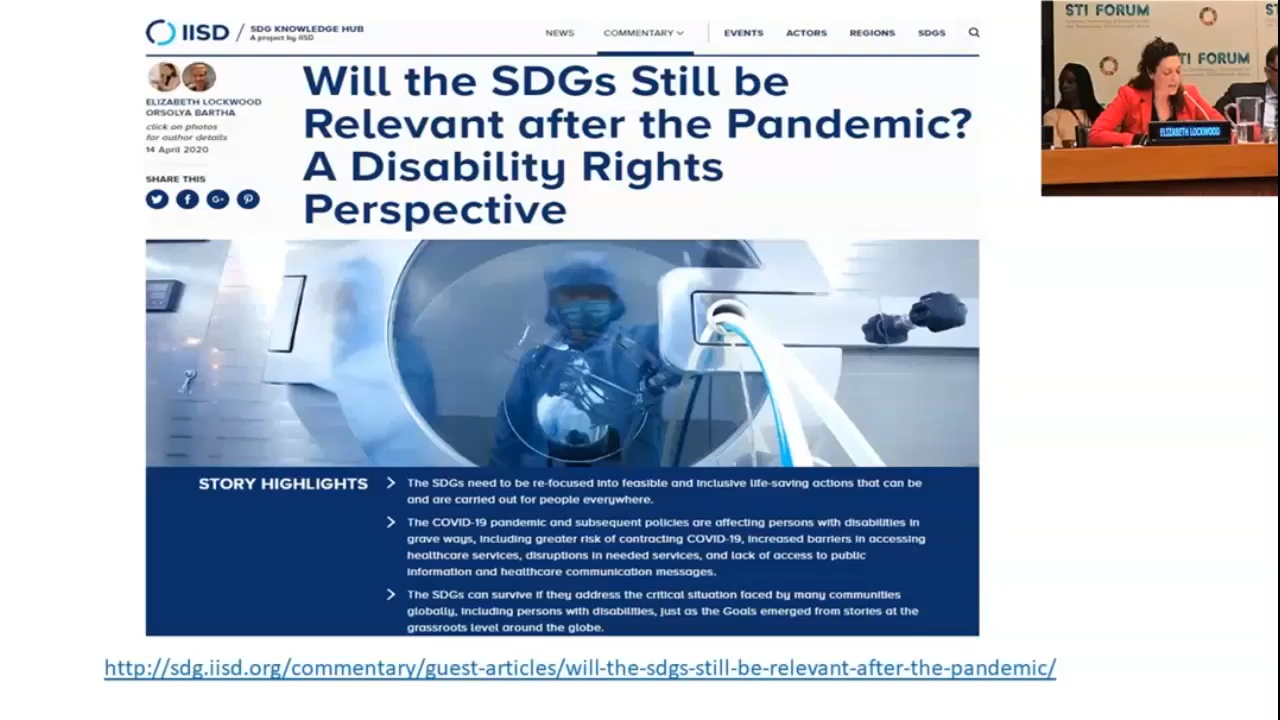 IISD / SDG KNOWLEDGE HUB
A project by IISD
NEWS COMMENTARY EVENTS ACTORS REGIONS SDGS
ELIZABETH LOCKWOOD
ORSOLYA BARTHA
click on photos
for author details
14 April 2020
SHARE THIS
Will the SDGs Still be
Relevant after the Pandemic?
A Disability Rights
Perspective
STI FORUM
STI FORUM
ELIZABETH LOCKWOOD
STORY HIGHLIGHTS
The SDGs need to be re-focused into feasible and inclusive life-saving actions that can be
and are carried out for people everywhere.
The COVID-19 pandemic and subsequent policies are affecting persons with disabilities in
grave ways, including greater risk of contracting COVID-19, increased barriers in accessing
healthcare services, disruptions in needed services, and lack of access to public
information and healthcare communication messages.
The SDGs can survive if they address the critical situation faced by many communities
globally, including persons with disabilities, just as the Goals emerged from stories at the
grassroots level around the globe.
http://sdg.iisd.org/commentary/guest-articles/will-the-sdgs-still-be-relevant-after-the-pandemic/